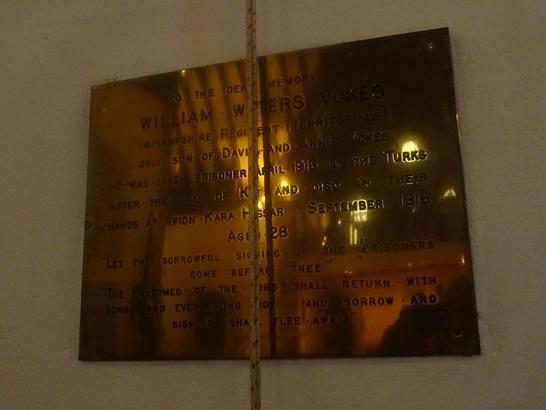 TO THE DEAR MEMORY OF
WILLIAM WATERS VOKES
HAMPSHIRE REGIMENT (TERRITORIALS)
ONLY SON OF DAVID AND ANNIE VOKES.
HE WAS TAKEN PRISONER APRIL 1916 BY THE TURKS
AFTER THE FALL OF KUT AND DIED IN THEIR
HANDS AT AFION KARA HISSAR SEPTEMBER 1916
AGED 28
"LET THE SORROWFUL SIGHING OF THE PRISONERS
COME BEFORE THEE"
"THE RANSOMED OF THE LORD SHALL RETURN WITH
SONGS AND EVERLASTING JOY AND SORROW AND
SIGHING SHALL FLEE AWAY"